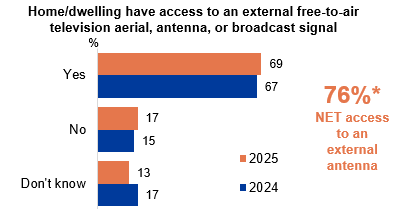 Home/dwelling have access to an external free-to-air
television aerial, antenna, or broadcast signal
%
Yes
69
67
No
17
15
Don't know
13
17
2025
2024
76%*
NET access
to an
external
antenna